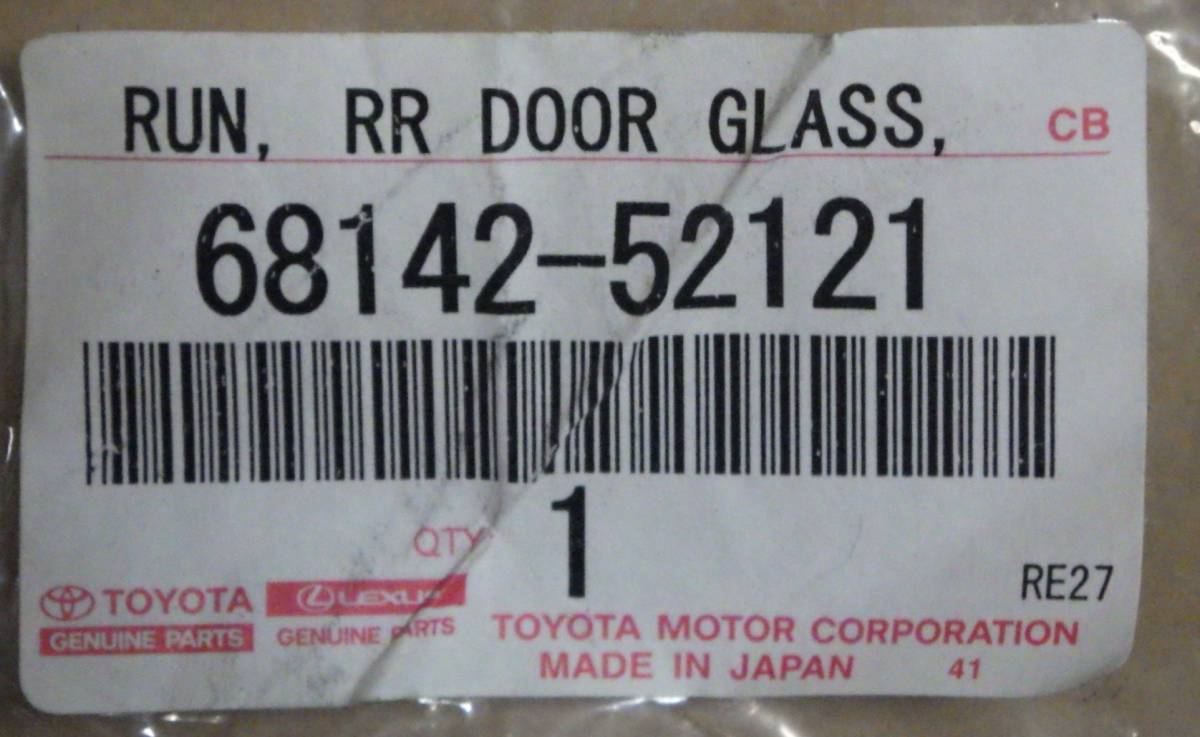 RUN, RR DOOR GLASS, CB
68142-52121
QTY 1
RE27
TOYOTA LEXUS
GENUINE PARTS GENUINE PARTS
TOYOTA MOTOR CORPORATION
MADE IN JAPAN 41